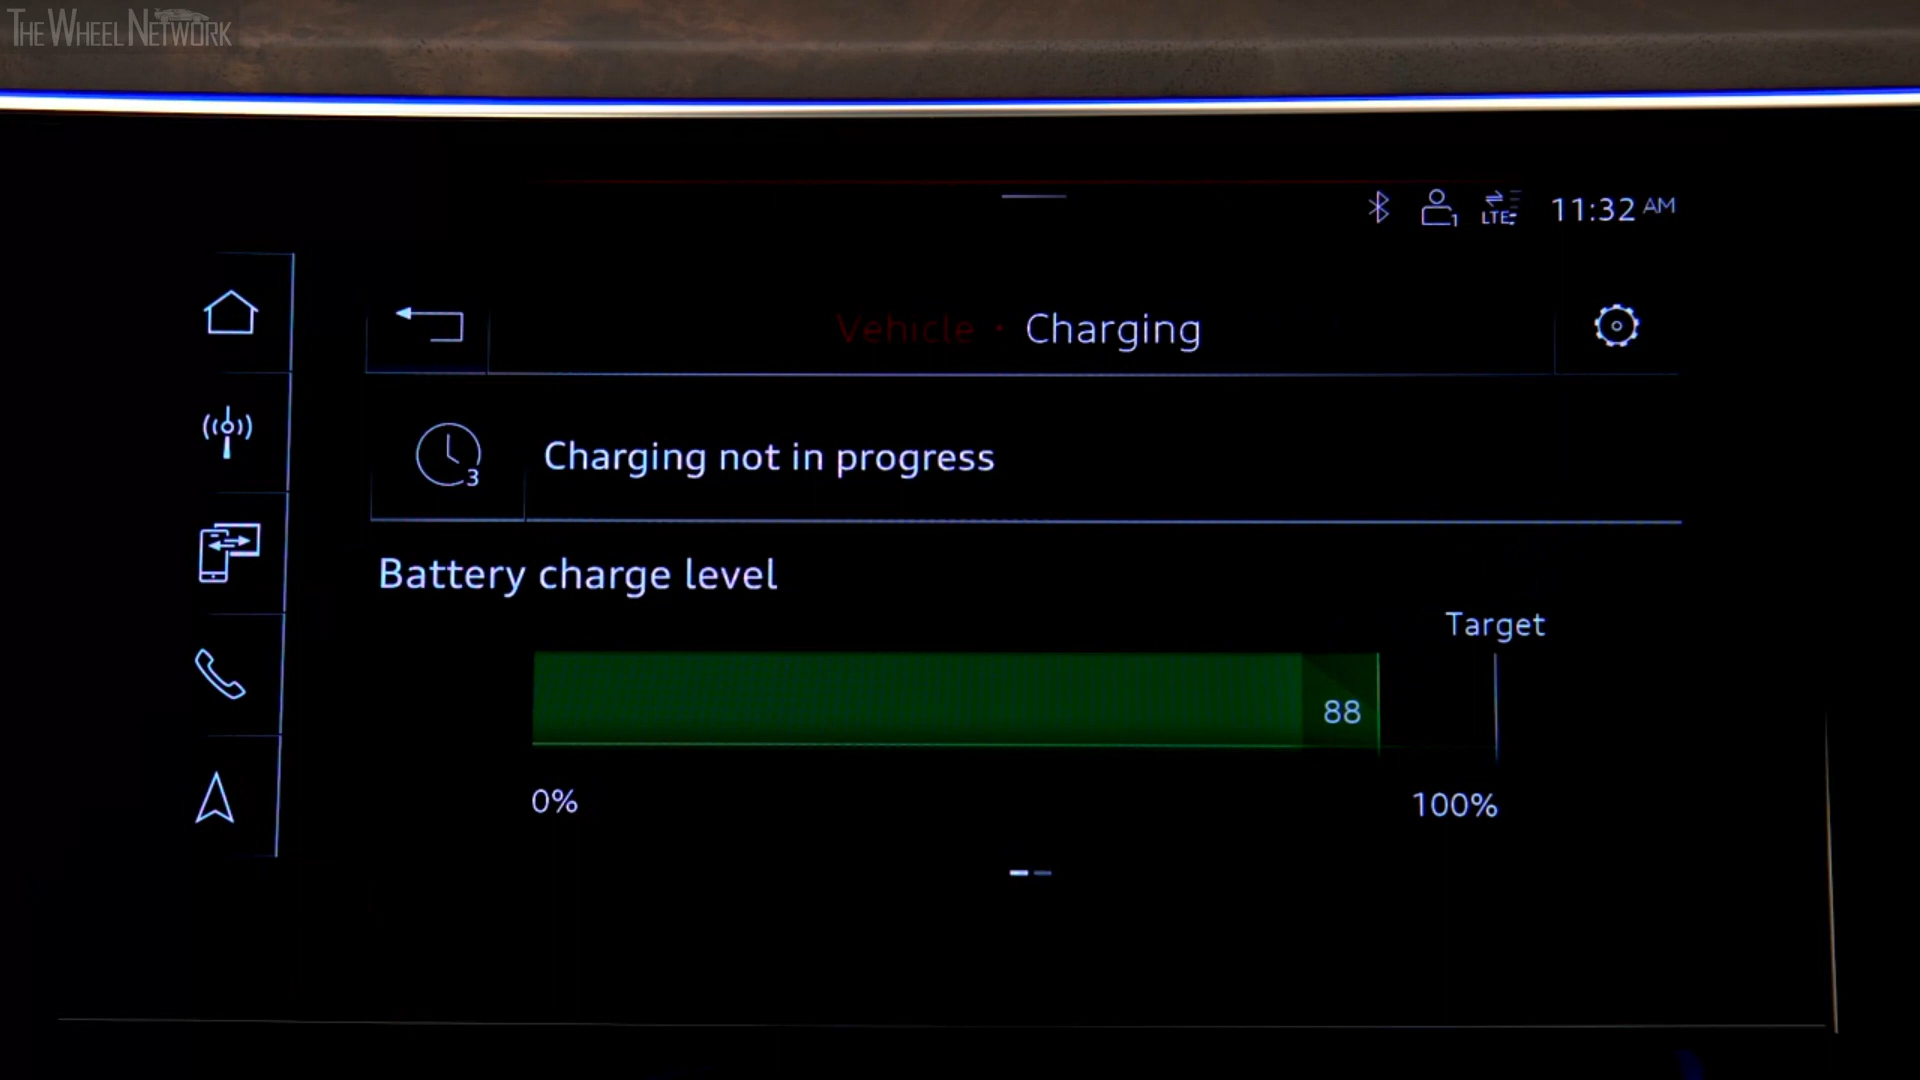 THE WHEEL NETWORK
1
LTE
11:32 AM
Vehicle · Charging
3
Charging not in progress
Battery charge level
Target
88
0%
100%